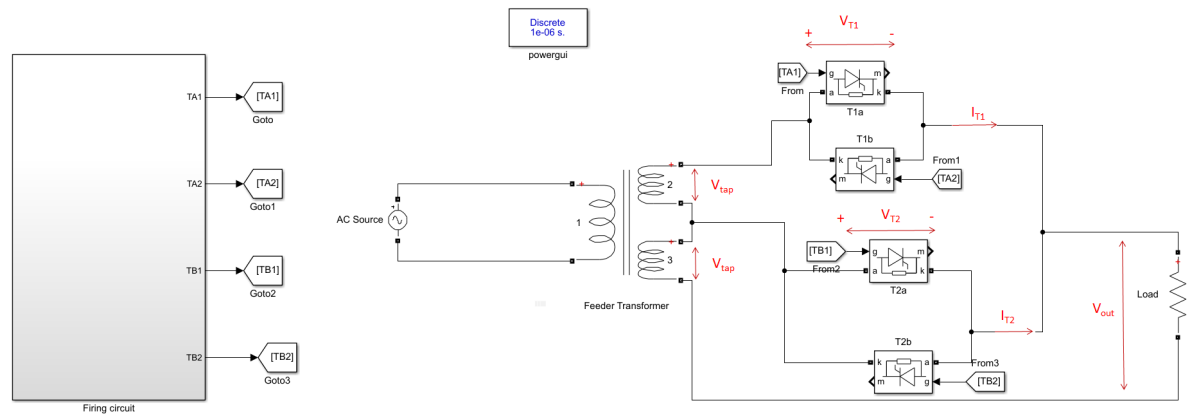 Discrete
1e-06 s.
powergui
TA1
[TA1]
Goto
TA2
[TA2]
Goto1
TB1
[TB1]
Goto2
TB2
[TB2]
Goto3
Firing circuit
AC Source
+
1
+
2
+
3
Feeder Transformer
Vtap
Vtap
VT1
+ -
[TA1]
From
g m
a k
T1a
IT1
T1b
k a
m g
From1
[TA2]
VT2
+ -
[TB1]
From2
g m
a k
T2a
IT2
T2b
k a
m g
From3
[TB2]
Vout
+
Load